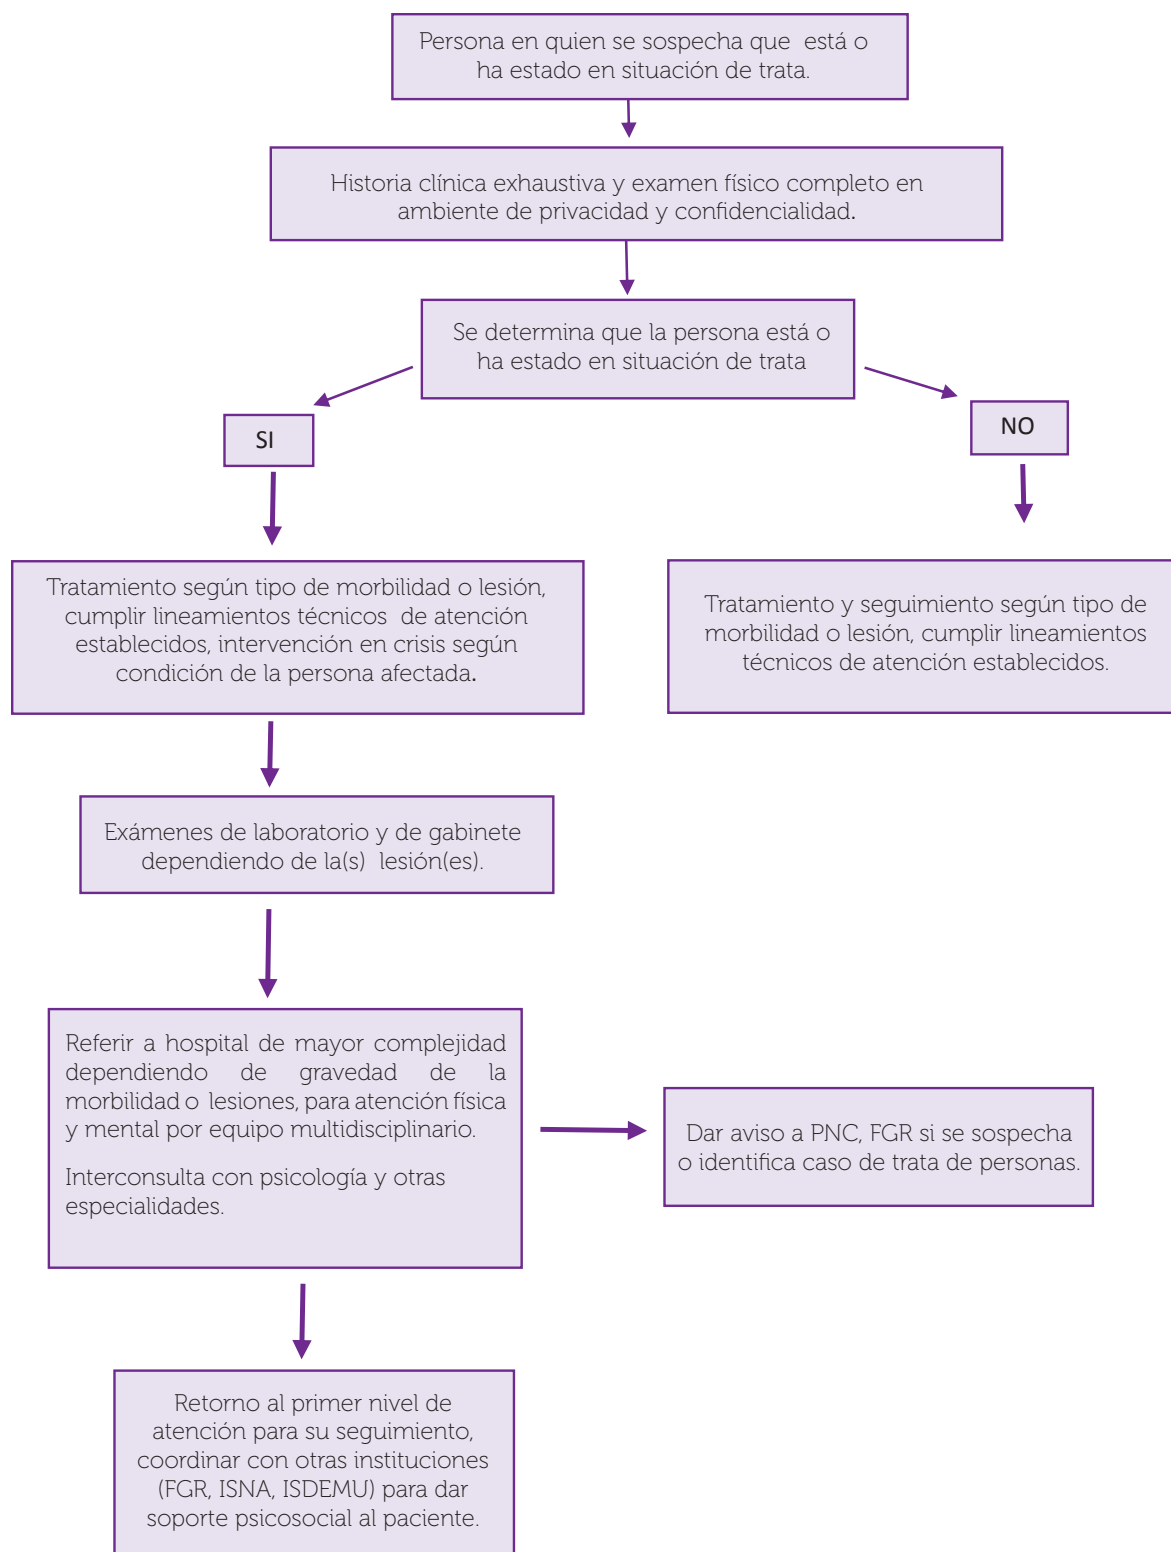 Persona en quien se sospecha que está o
ha estado en situación de trata.
Historia clínica exhaustiva y examen físico completo en
ambiente de privacidad y confidencialidad.
Se determina que la persona está o
ha estado en situación de trata
SI
NO
Tratamiento según tipo de morbilidad o lesión,
cumplir lineamientos técnicos de atención
establecidos, intervención en crisis según
condición de la persona afectada.
Tratamiento y seguimiento según tipo de
morbilidad o lesión, cumplir lineamientos
técnicos de atención establecidos.
Exámenes de laboratorio y de gabinete
dependiendo de la(s) lesión(es).
Referir a hospital de mayor complejidad
dependiendo de gravedad de la
morbilidad o lesiones, para atención física
y mental por equipo multidisciplinario.
Interconsulta con psicología y otras
especialidades.
Dar aviso a PNC, FGR si se sospecha
o identifica caso de trata de personas.
Retorno al primer nivel de
atención para su seguimiento,
coordinar con otras instituciones
(FGR, ISNA, ISDEMU) para dar
soporte psicosocial al paciente.